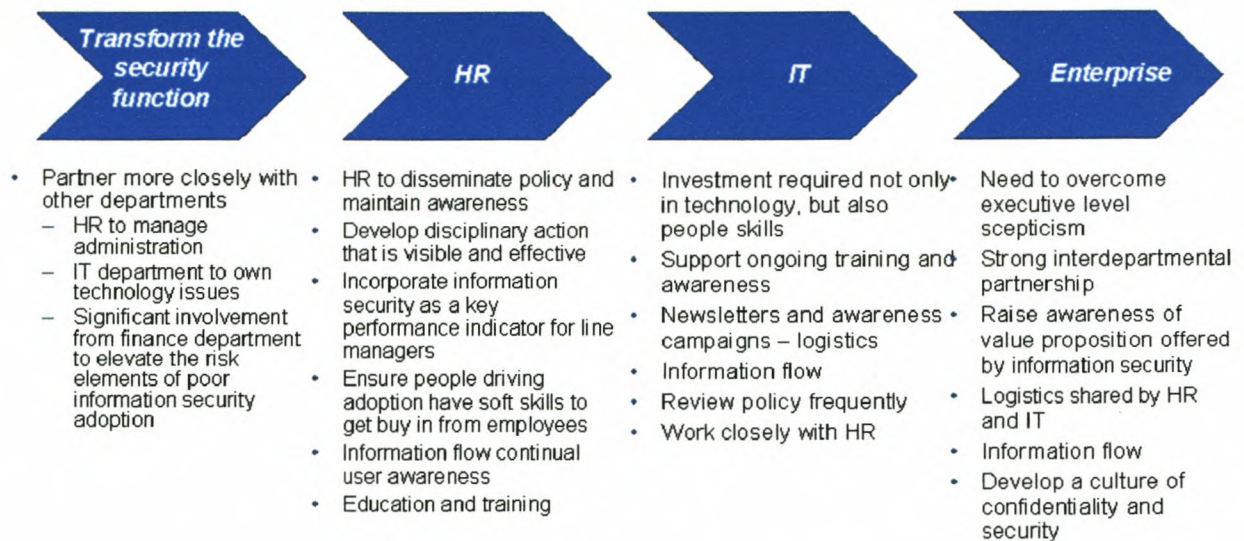 Transform the
security
function
• Partner more closely with
other departments
– HR to manage
administration
– IT department to own
technology issues
– Significant involvement
from finance department
to elevate the risk
elements of poor
information security
adoption
HR
• HR to disseminate policy and
maintain awareness
• Develop disciplinary action
that is visible and effective
• Incorporate information
security as a key
performance indicator for line
managers
• Ensure people driving
adoption have soft skills to
get buy in from employees
• Information flow continual
user awareness
• Education and training
IT
• Investment required not only
in technology, but also
people skills
• Support ongoing training and
awareness
• Newsletters and awareness
campaigns – logistics
• Information flow
• Review policy frequently
• Work closely with HR
Enterprise
• Need to overcome
executive level
scepticism
• Strong interdepartmental
partnership
• Raise awareness of
value proposition offered
by information security
• Logistics shared by HR
and IT
• Information flow
• Develop a culture of
confidentiality and
security